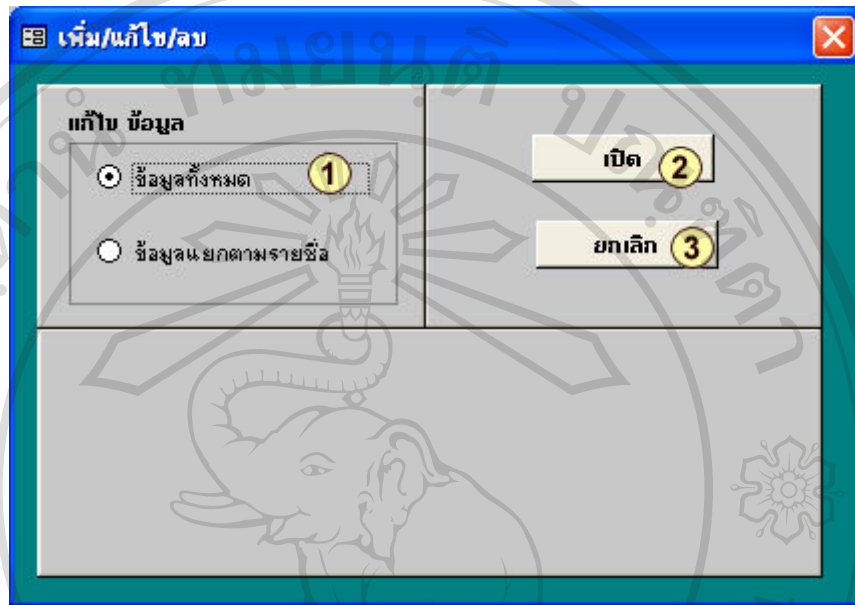 เพิ่ม/แก้ไข/ลบ
แก้ไข ข้อมูล
ข้อมูลทั้งหมด 1
ข้อมูลแยกตามรายชื่อ
เปิด 2
ยกเลิก 3